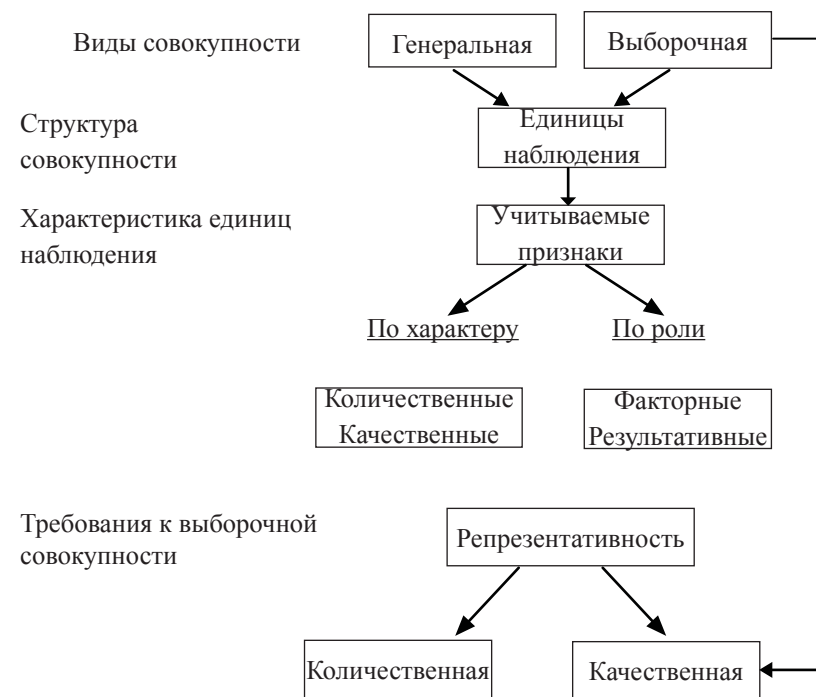 Виды совокупности
Генеральная
Выборочная
Структура
совокупности
Единицы
наблюдения
Характеристика единиц
наблюдения
Учитываемые
признаки
По характеру
По роли
Количественные
Качественные
Факторные
Результативные
Требования к выборочной
совокупности
Репрезентативность
Количественная
Качественная